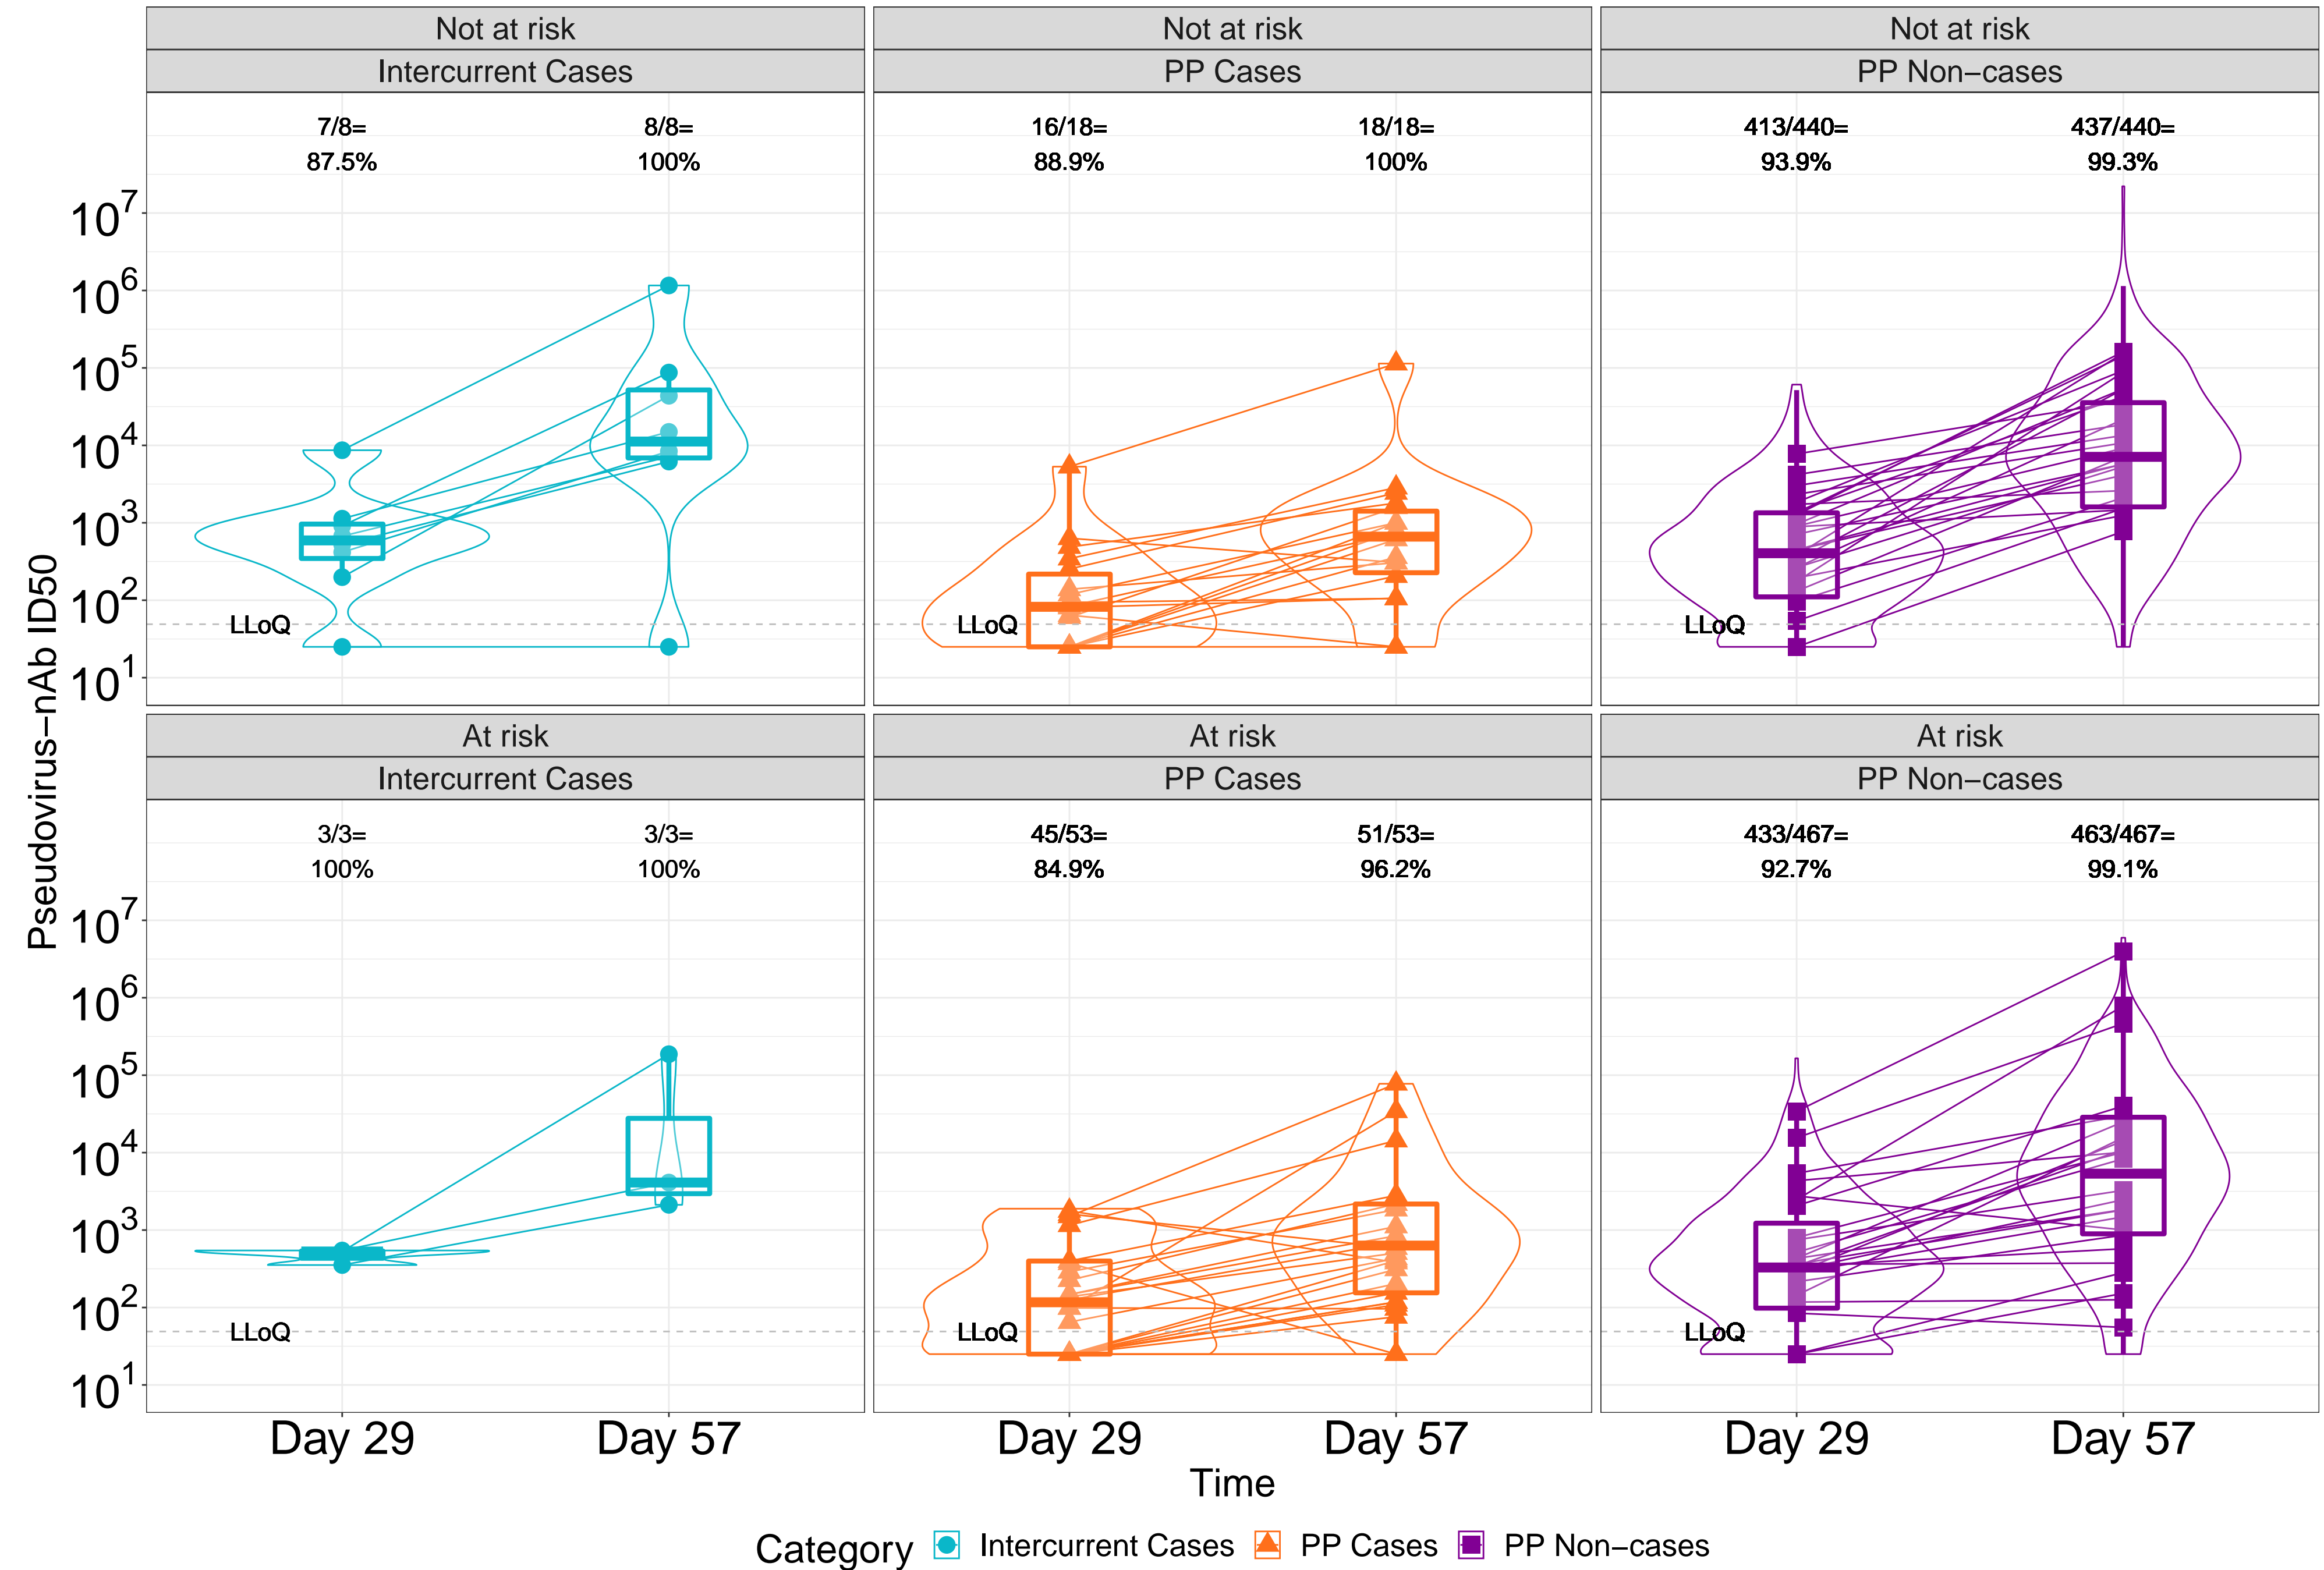 Not at risk
Not at risk
Not at risk
Intercurrent Cases
PP Cases
PP Non−cases
7/8=
87.5%
8/8=
100%
16/18=
88.9%
18/18=
100%
413/440=
93.9%
437/440=
99.3%
10^7
10^6
10^5
10^4
10^3
10^2
10^1
LLoQ
LLoQ
LLoQ
Pseudovirus−nAb ID50
At risk
At risk
At risk
Intercurrent Cases
PP Cases
PP Non−cases
3/3=
100%
3/3=
100%
45/53=
84.9%
51/53=
96.2%
433/467=
92.7%
463/467=
99.1%
10^7
10^6
10^5
10^4
10^3
10^2
10^1
LLoQ
LLoQ
LLoQ
Day 29
Day 57
Day 29
Day 57
Day 29
Day 57
Time
Category
Intercurrent Cases
PP Cases
PP Non−cases